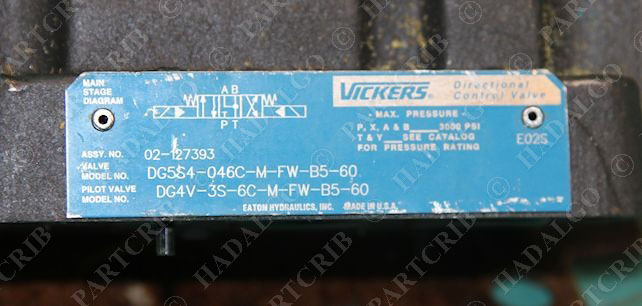 MAIN
STAGE
DIAGRAM
A B
P T
VICKERS® Directional
Control Valve
- MAX. PRESSURE -
P, X, A & B 3000 PSI
T & Y SEE CATALOG
FOR PRESSURE RATING
E02S
ASSY. NO. 02-127393
VALVE
MODEL NO. DG5S4-046C-M-FW-B5-60
PILOT VALVE
MODEL NO. DG4V-3S-6C-M-FW-B5-60
EATON HYDRAULICS, INC. MADE IN U.S.A.
© HADALCO
© PARTCRIB